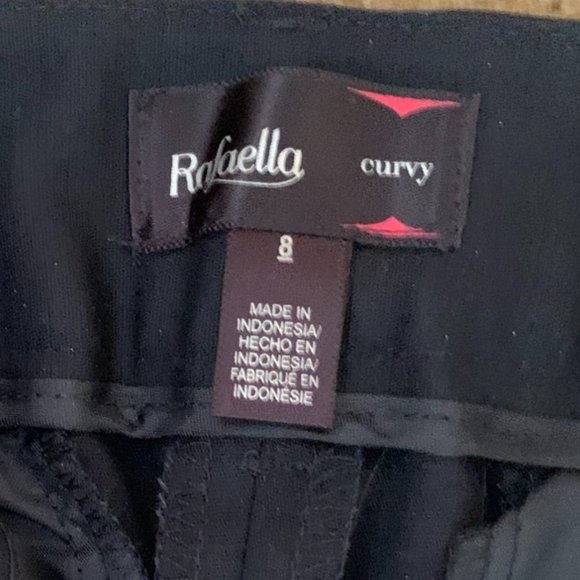 Rafaella curvy
8
MADE IN
INDONESIA/
HECHO EN
INDONESIA/
FABRIQUÉ EN
INDONÉSIE